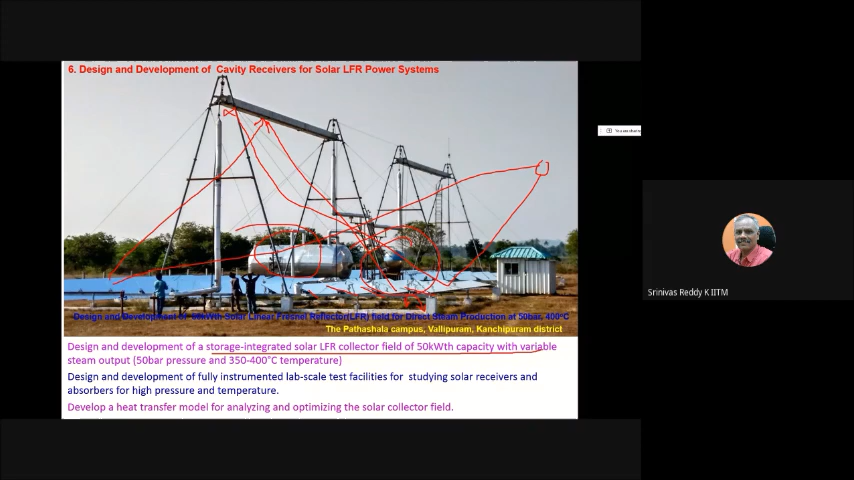 6. Design and Development of Cavity Receivers for Solar LFR Power Systems
Design and Development of Solar Linear Fresnel Reflector(LFR) field for Direct Steam Production at 50bar, 400°C
The Pathashala campus, Vallipuram, Kanchipuram district
Design and development of a storage-integrated solar LFR collector field of 50kWth capacity with variable
steam output (50bar pressure and 350-400°C temperature)
Design and development of fully instrumented lab-scale test facilities for studying solar receivers and
absorbers for high pressure and temperature.
Develop a heat transfer model for analyzing and optimizing the solar collector field.
Srinivas Reddy K IITM